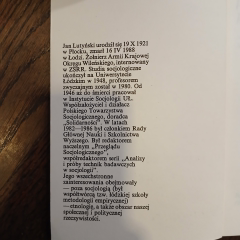 Jan Lutyński urodził się 19 X 1921
w Płocku, zmarł 16 IV 1988
w Łodzi. Żołnierz Armii Krajowej
Okręgu Wileńskiego, internowany
w ZSRR. Studia socjologiczne
ukończył na Uniwersytecie
Łódzkim w 1948, profesorem
zwyczajnym został w 1980. Od
1946 aż do śmierci pracował
w Instytucie Socjologii UŁ.
Współzałożyciel i działacz
Polskiego Towarzystwa
Socjologicznego, doradca
„Solidarności”. W latach
1982—1986 był członkiem Rady
Głównej Nauki i Szkolnictwa
Wyższego. Był redaktorem
naczelnym „Przeglądu
Socjologicznego”,
współredaktorem serii „Analizy
i próby technik badawczych
w socjologii”.
Jego wszechstronne
zainteresowania obejmowały
— poza socjologią (był
współtwórcą tzw. łódzkiej szkoły
metodologii empirycznej)
— etnologię, a także obszar naszej
społecznej i politycznej
rzeczywistości.